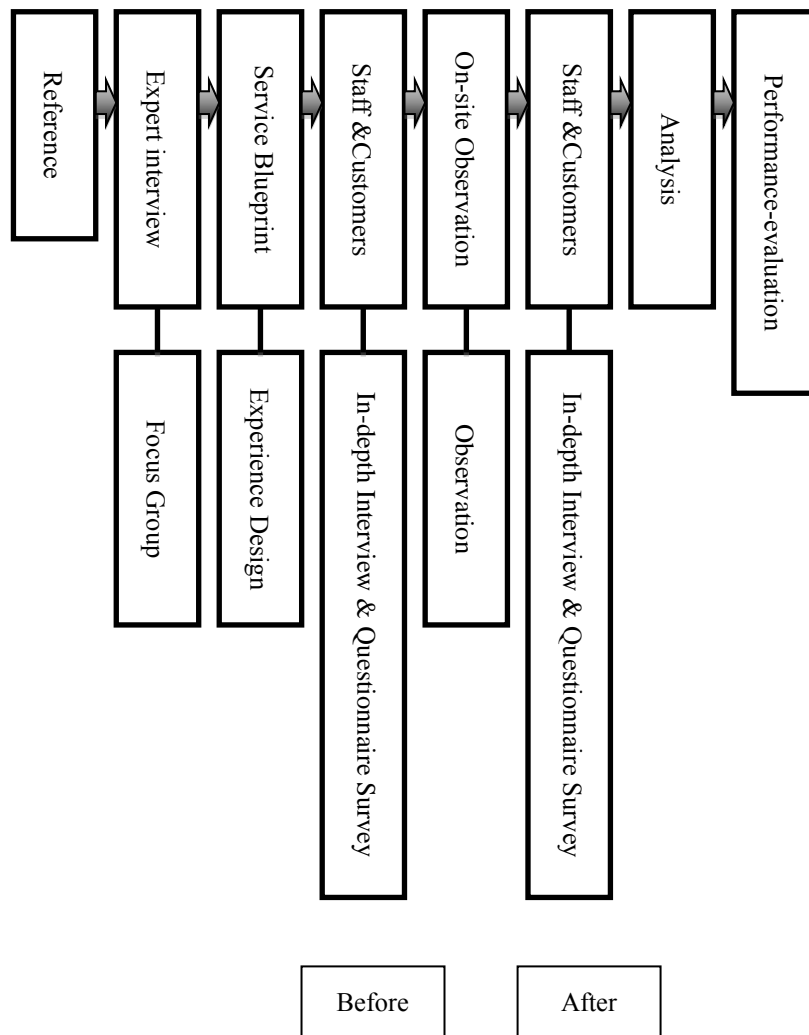 Reference
Expert interview
Service Blueprint
Staff &Customers
On-site Observation
Staff &Customers
Analysis
Performance-evaluation
Focus Group
Experience Design
In-depth Interview & Questionnaire Survey
Observation
In-depth Interview & Questionnaire Survey
Before
After